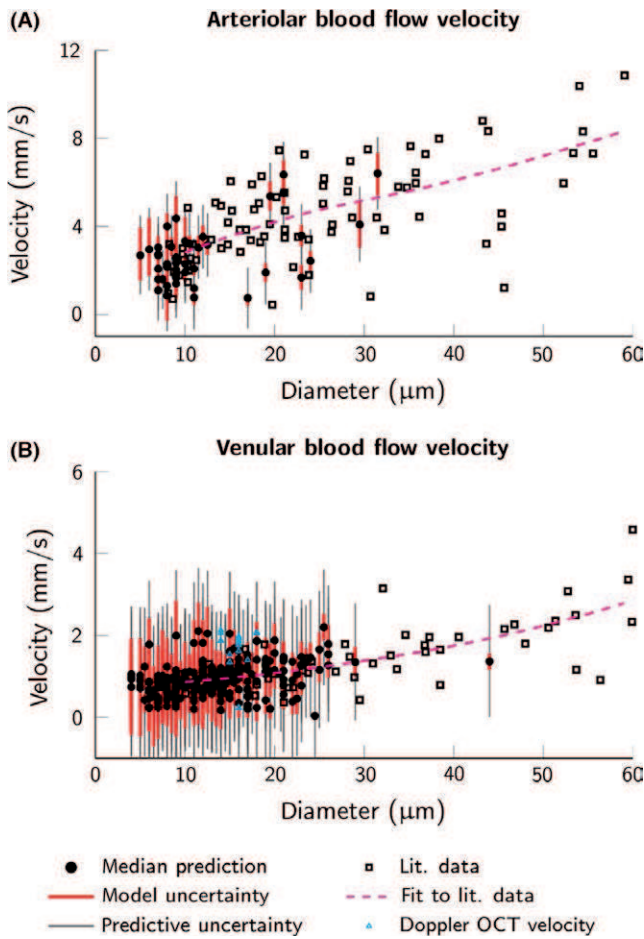 (A) Arteriolar blood flow velocity
12
8
4
0
Velocity (mm/s)
0 10 20 30 40 50 60
Diameter (μm)
(B) Venular blood flow velocity
6
4
2
0
Velocity (mm/s)
0 10 20 30 40 50 60
Diameter (μm)
Median prediction Lit. data
Model uncertainty Fit to lit. data
Predictive uncertainty Doppler OCT velocity